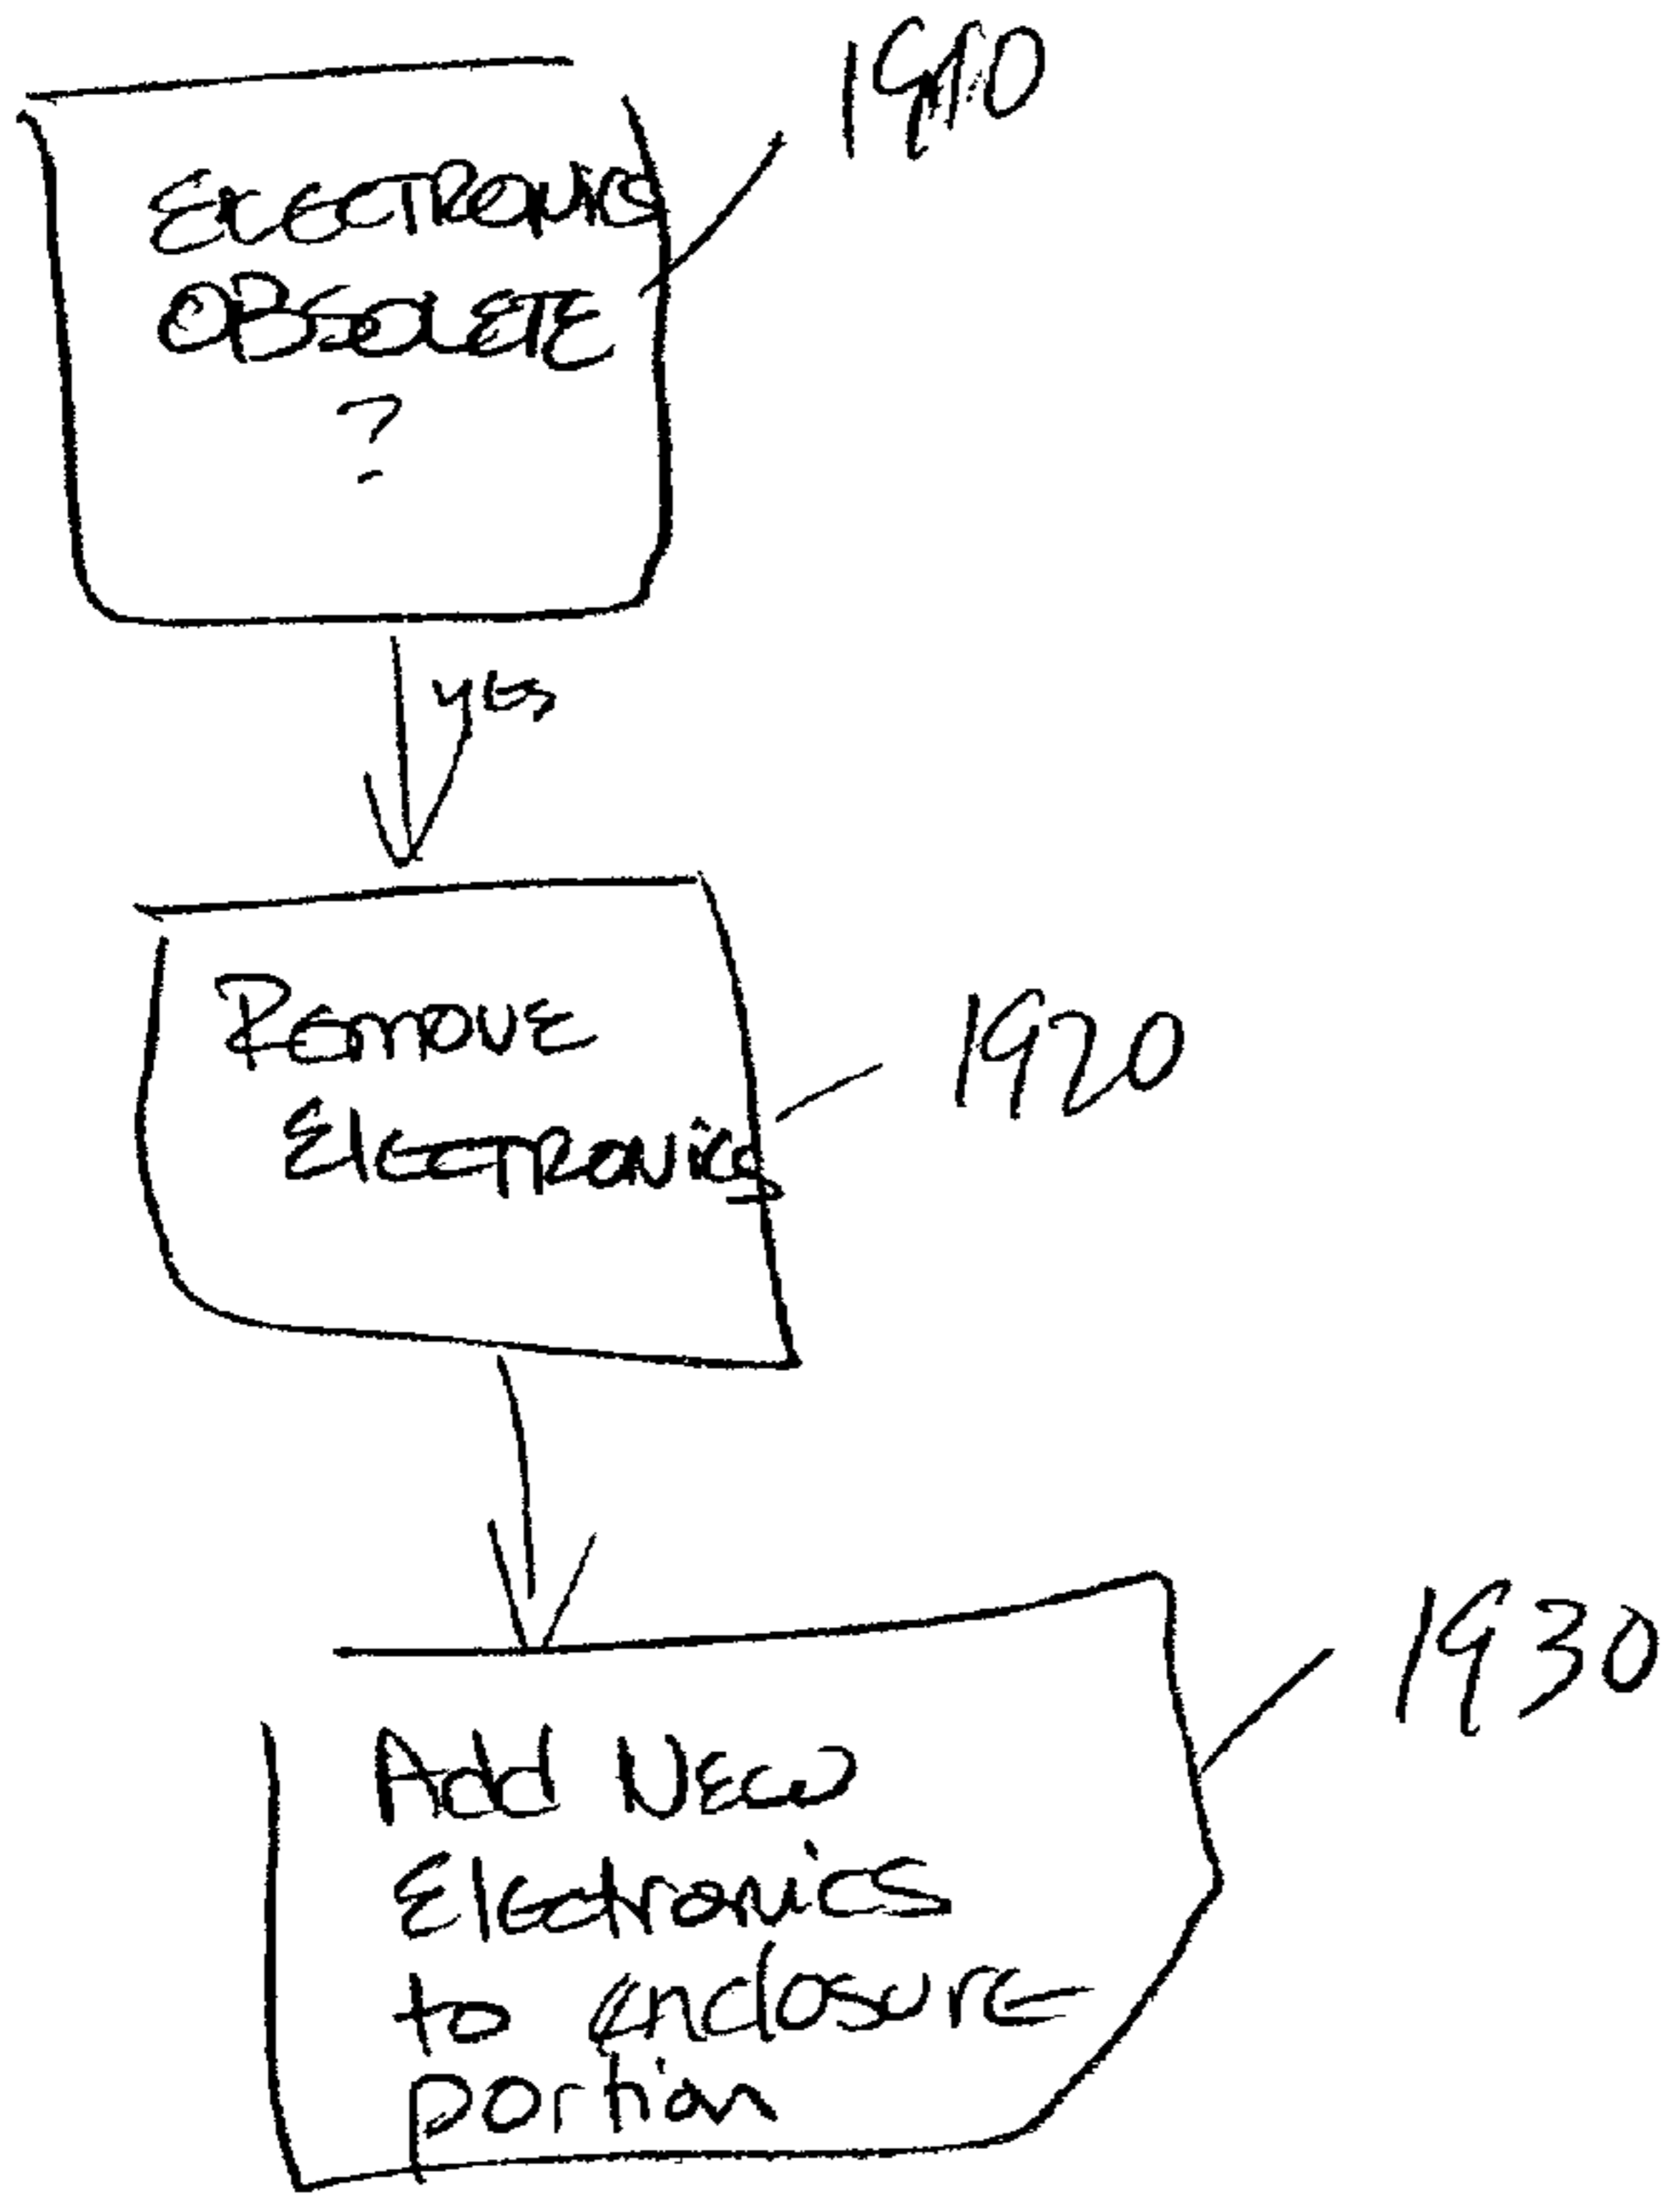 1910
ELECTRONICS
OBSOLETE
?
yes
Remove
ElECTRONics
1920
1930
Add New
Electronics
to enclosure
portion